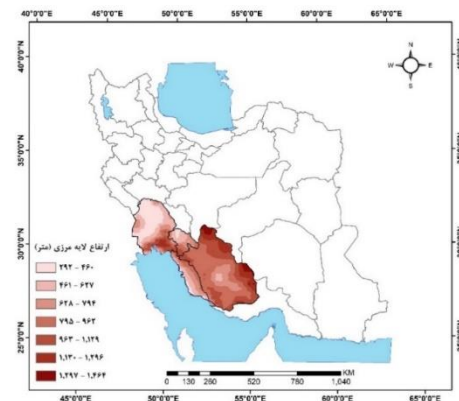 40°0'0"E 45°0'0"E 50°0'0"E 55°0'0"E 60°0'0"E 65°0'0"E
N
W E
S
40°0'0"N
35°0'0"N
30°0'0"N
25°0'0"N
ارتفاع لایه مرزی (متر)
۲۹۲ - ۴۶۰
۴۶۱ - ۶۲۷
۶۲۸ - ۷۹۴
۷۹۵ - ۹۶۲
۹۶۳ - ۱,۱۲۹
۱,۱۳۰ - ۱,۲۹۶
۱,۲۹۷ - ۱,۴۶۴
KM
0 130 260 520 780 1,040
45°0'0"E 50°0'0"E 55°0'0"E 60°0'0"E